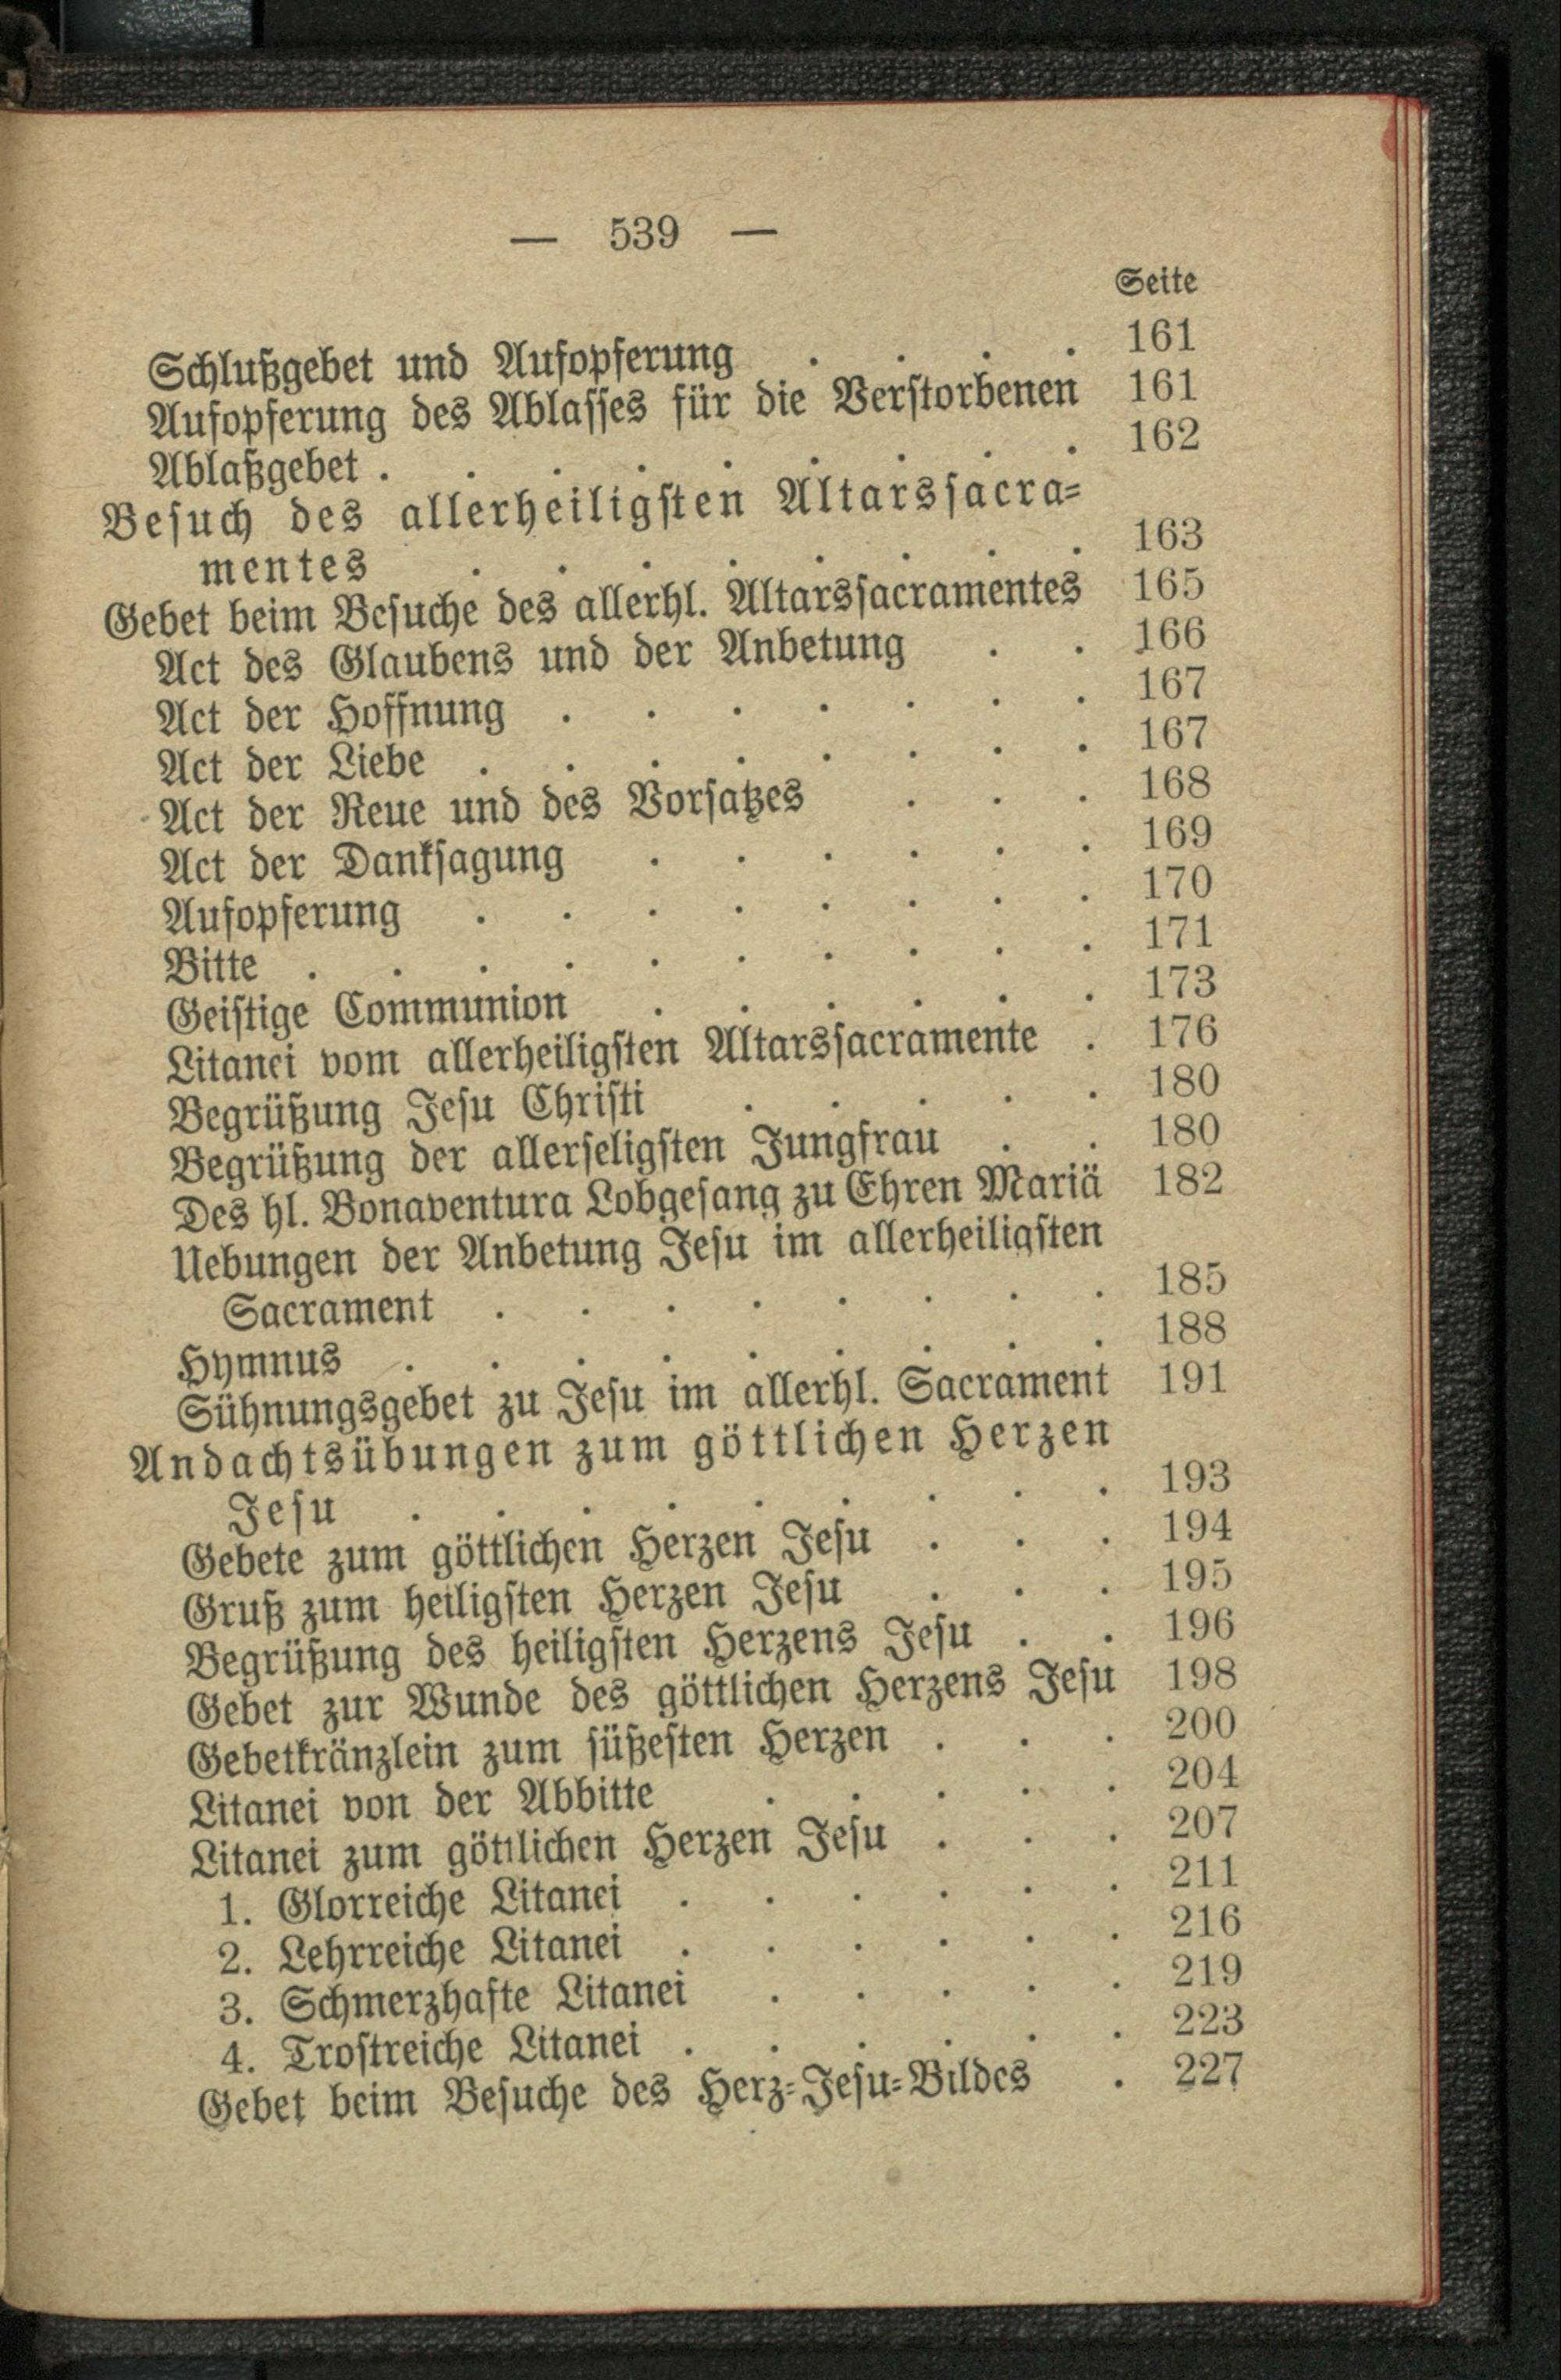 — 539 —
Seite
Schlußgebet und Aufopferung . . . . 161
Aufopferung des Ablasses für die Verstorbenen 161
Ablaßgebet . . . . . . . . . 162
Besuch des allerheiligsten Altarssacra-
mentes . . . . . . . . 163
Gebet beim Besuche des allerhl. Altarssacramentes 165
Act des Glaubens und der Anbetung . . 166
Act der Hoffnung . . . . . . . 167
Act der Liebe . . . . . . . . 167
Act der Reue und des Vorsatzes . . . 168
Act der Danksagung . . . . . . 169
Aufopferung . . . . . . . . 170
Bitte . . . . . . . . . . 171
Geistige Communion . . . . . . 173
Litanei vom allerheiligsten Altarssacramente . 176
Begrüßung Jesu Christi . . . . . 180
Begrüßung der allerseligsten Jungfrau . . 180
Des hl. Bonaventura Lobgesang zu Ehren Mariä 182
Uebungen der Anbetung Jesu im allerheiligsten
Sacrament . . . . . . . . 185
Hymnus . . . . . . . . . 188
Sühnungsgebet zu Jesu im allerhl. Sacrament 191
Andachtsübungen zum göttlichen Herzen
Jesu . . . . . . . . . 193
Gebete zum göttlichen Herzen Jesu . . . 194
Gruß zum heiligsten Herzen Jesu . . . 195
Begrüßung des heiligsten Herzens Jesu . . 196
Gebet zur Wunde des göttlichen Herzens Jesu 198
Gebetkränzlein zum süßesten Herzen . . . 200
Litanei von der Abbitte . . . . . 204
Litanei zum göttlichen Herzen Jesu . . . 207
1. Glorreiche Litanei . . . . . . 211
2. Lehrreiche Litanei . . . . . . 216
3. Schmerzhafte Litanei . . . . . 219
4. Trostreiche Litanei . . . . . . 223
Gebet beim Besuche des Herz-Jesu-Bildes . 227